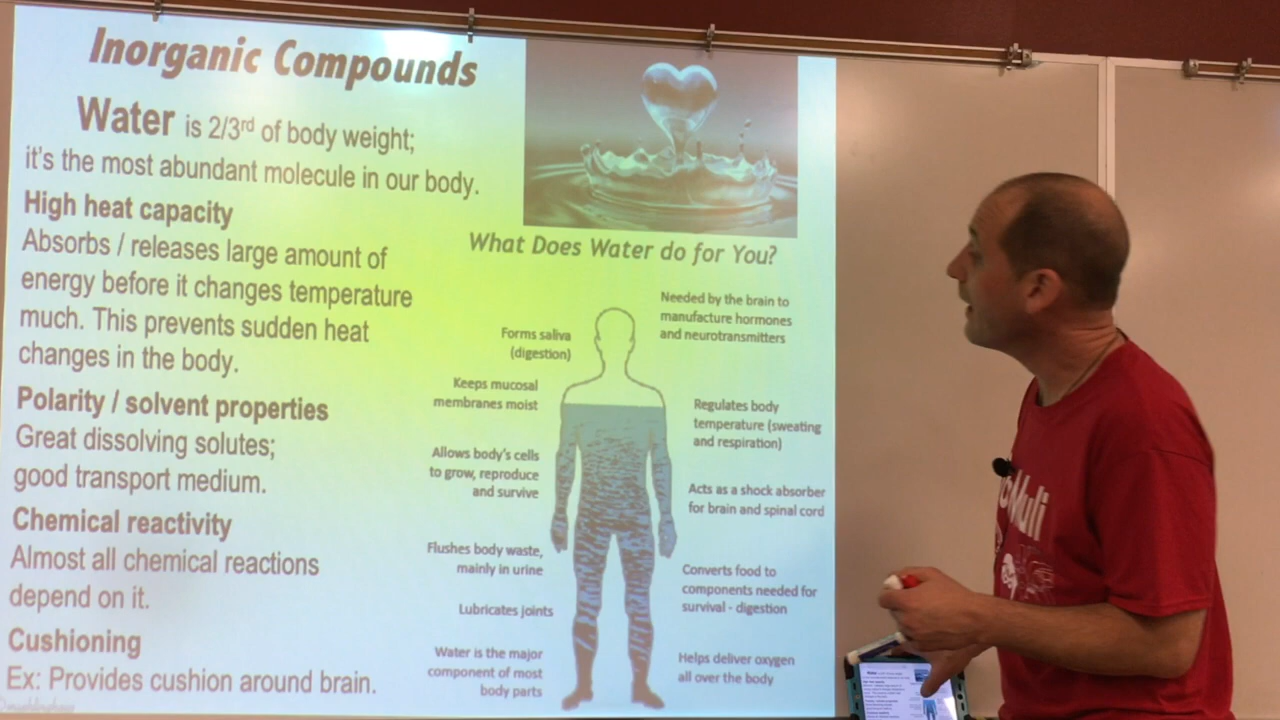 Inorganic Compounds
Water is 2/3rd of body weight;
it's the most abundant molecule in our body.
High heat capacity
Absorbs / releases large amount of
energy before it changes temperature
much. This prevents sudden heat
changes in the body.
Polarity / solvent properties
Great dissolving solutes;
good transport medium.
Chemical reactivity
Almost all chemical reactions
depend on it.
Cushioning
Ex: Provides cushion around brain.
What Does Water do for You?
Forms saliva
(digestion)
Keeps mucosal
membranes moist
Allows body's cells
to grow, reproduce
and survive
Flushes body waste,
mainly in urine
Lubricates joints
Water is the major
component of most
body parts
Needed by the brain to
manufacture hormones
and neurotransmitters
Regulates body
temperature (sweating
and respiration)
Acts as a shock absorber
for brain and spinal cord
Converts food to
components needed for
survival - digestion
Helps deliver oxygen
all over the body